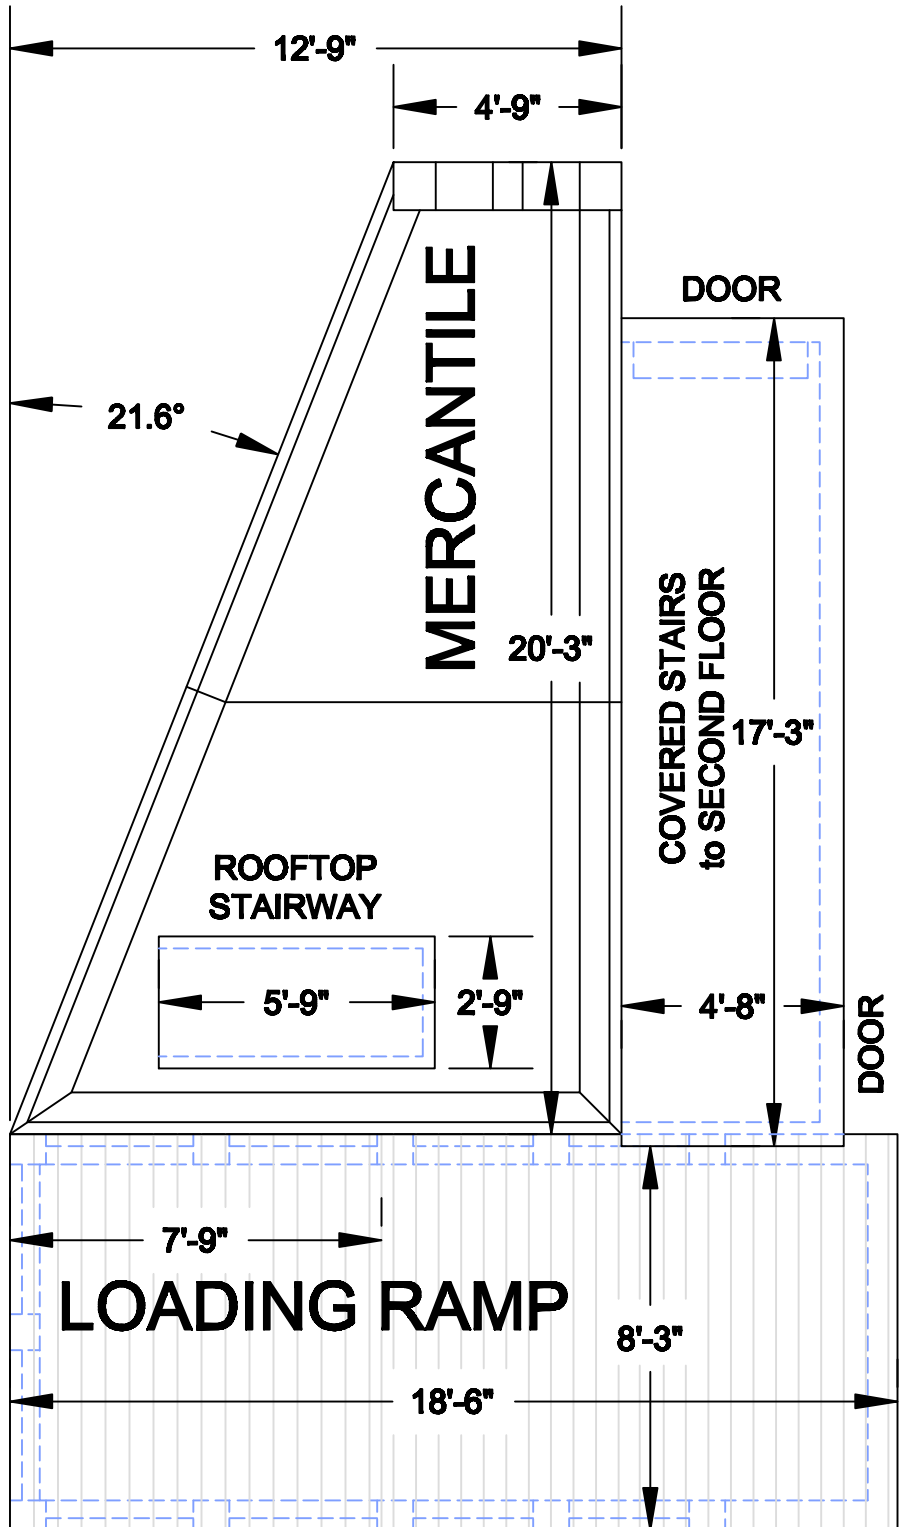 12'-9"
4'-9"
MERCANTILE
DOOR
21.6°
20'-3"
COVERED STAIRS
to SECOND FLOOR
17'-3"
ROOFTOP
STAIRWAY
5'-9"
2'-9"
4'-8"
DOOR
7'-9"
LOADING RAMP
8'-3"
18'-6"